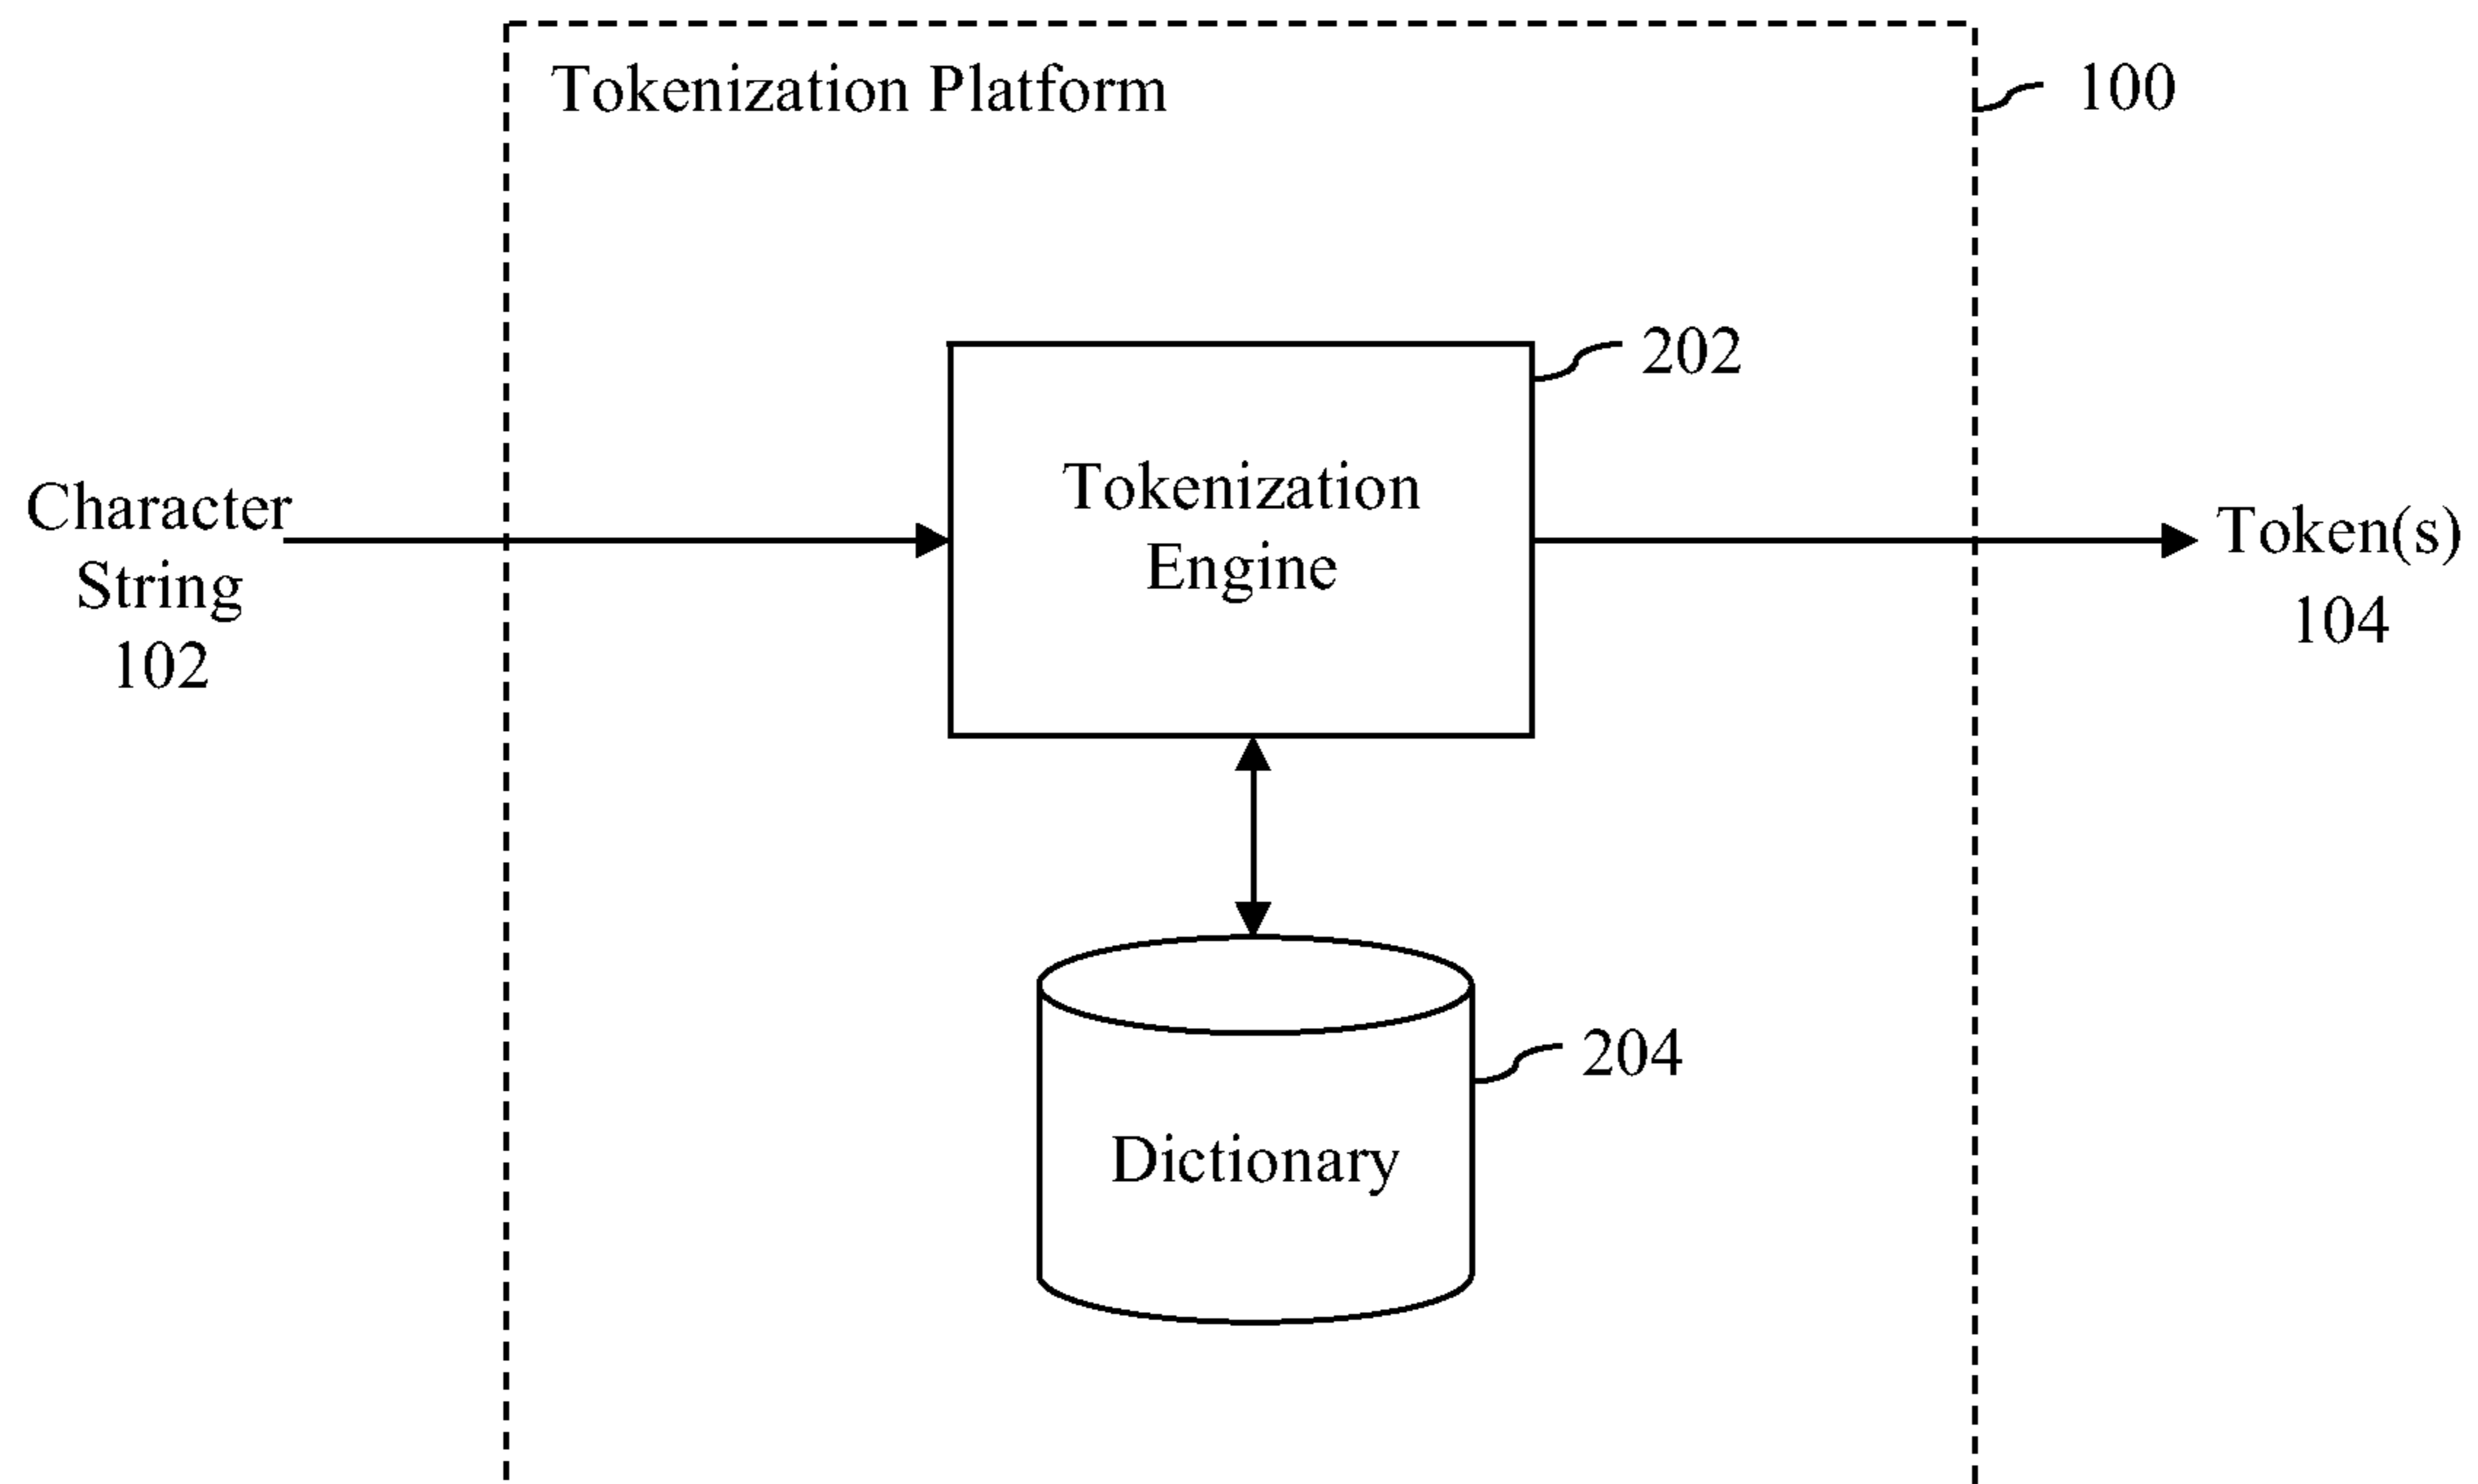 Tokenization Platform
100
202
Tokenization
Engine
Character
String
102
Token(s)
104
204
Dictionary